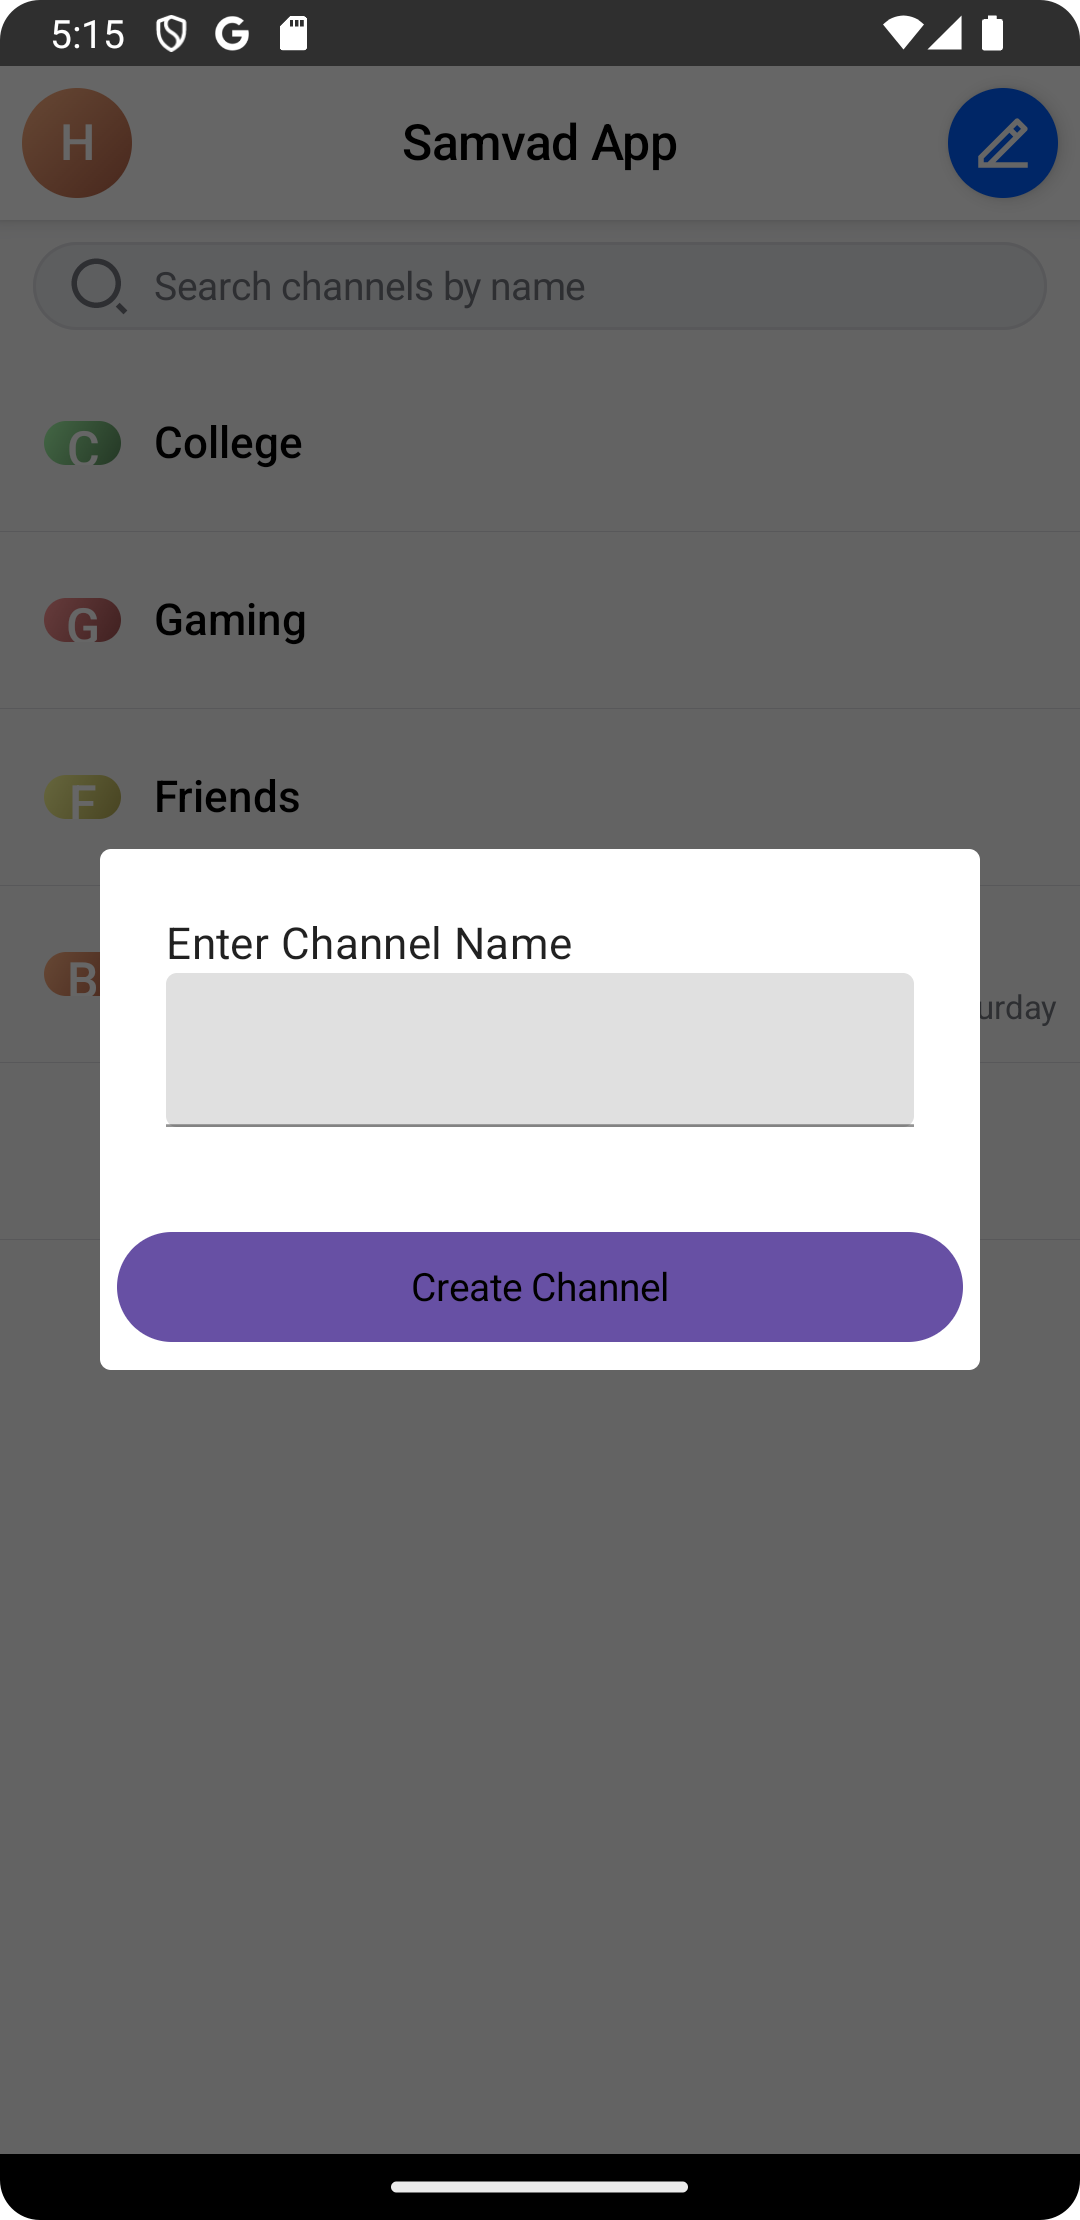 5:15
H
Samvad App
Search channels by name
C
College
G
Gaming
F
Friends
B
urday
Enter Channel Name
Create Channel